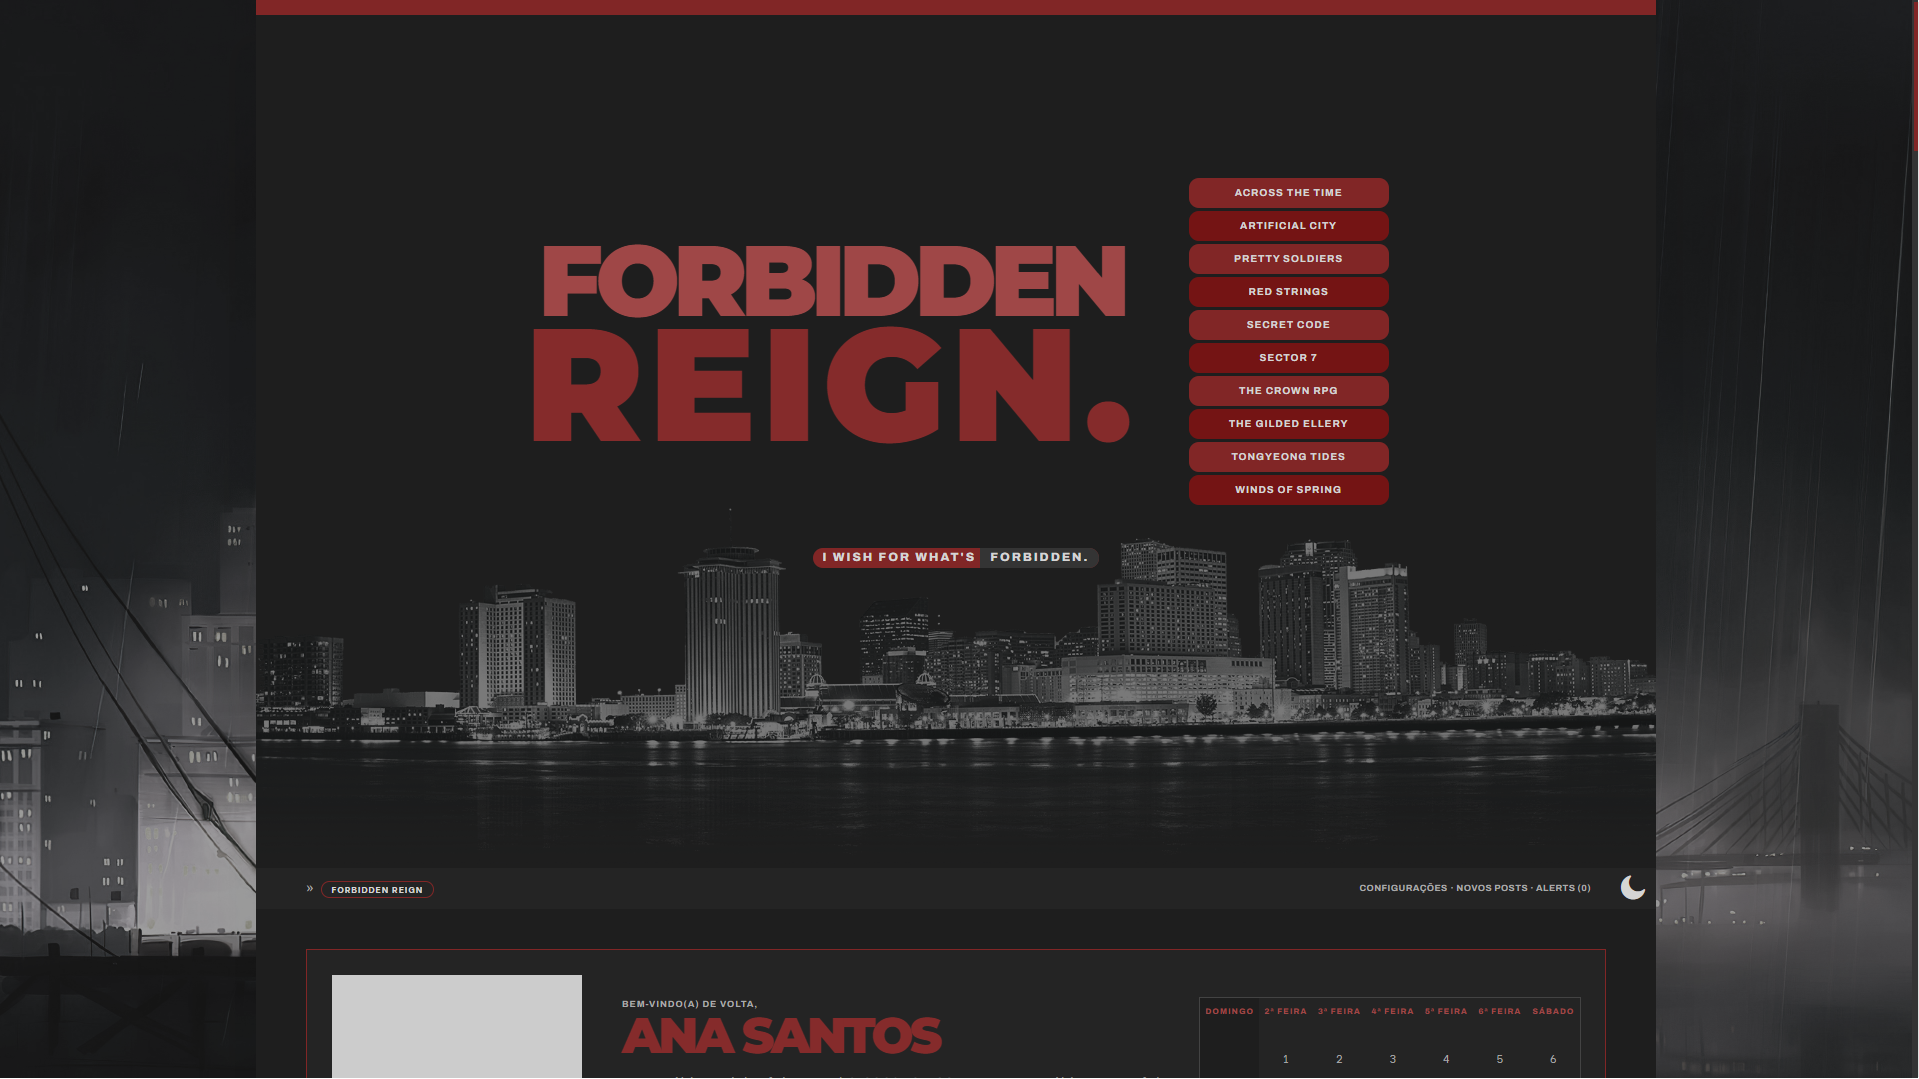 FORBIDDEN
REIGN.
ACROSS THE TIME
ARTIFICIAL CITY
PRETTY SOLDIERS
RED STRINGS
SECRET CODE
SECTOR 7
THE CROWN RPG
THE GILDED ELLERY
TONGYEONG TIDES
WINDS OF SPRING
I WISH FOR WHAT'S FORBIDDEN.
» FORBIDDEN REIGN
CONFIGURAÇÕES · NOVOS POSTS · ALERTS (0)
BEM-VINDO(A) DE VOLTA,
ANA SANTOS
DOMINGO 2ª FEIRA 3ª FEIRA 4ª FEIRA 5ª FEIRA 6ª FEIRA SÁBADO
1 2 3 4 5 6